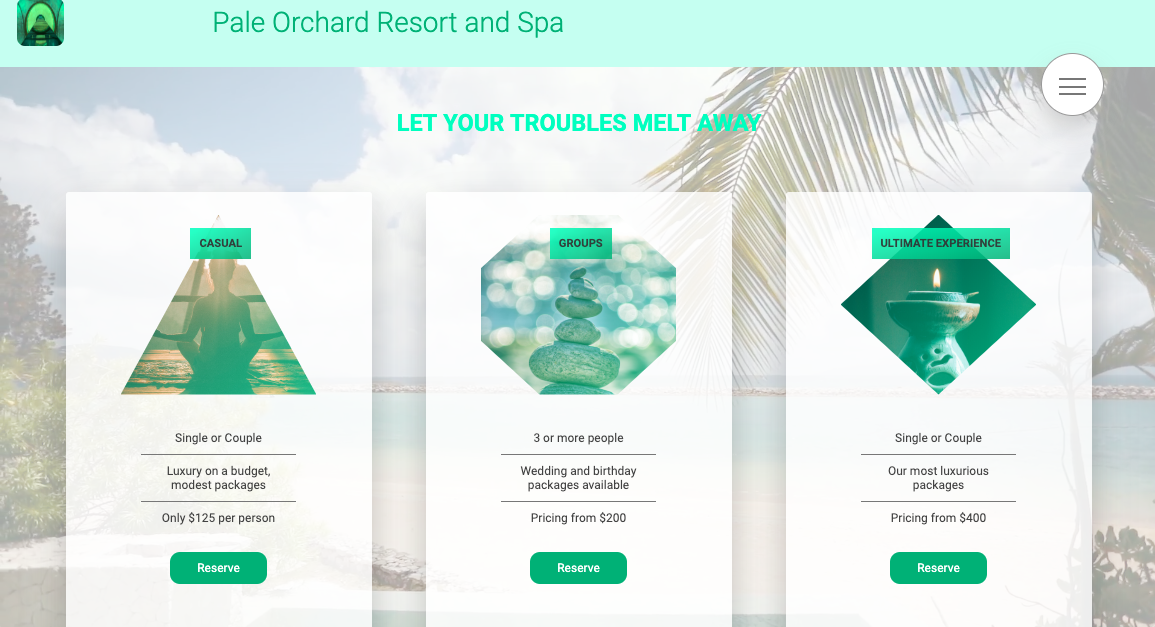 Pale Orchard Resort and Spa
LET YOUR TROUBLES MELT AWAY
CASUAL
Single or Couple
Luxury on a budget,
modest packages
Only $125 per person
Reserve
GROUPS
3 or more people
Wedding and birthday
packages available
Pricing from $200
Reserve
ULTIMATE EXPERIENCE
Single or Couple
Our most luxurious
packages
Pricing from $400
Reserve